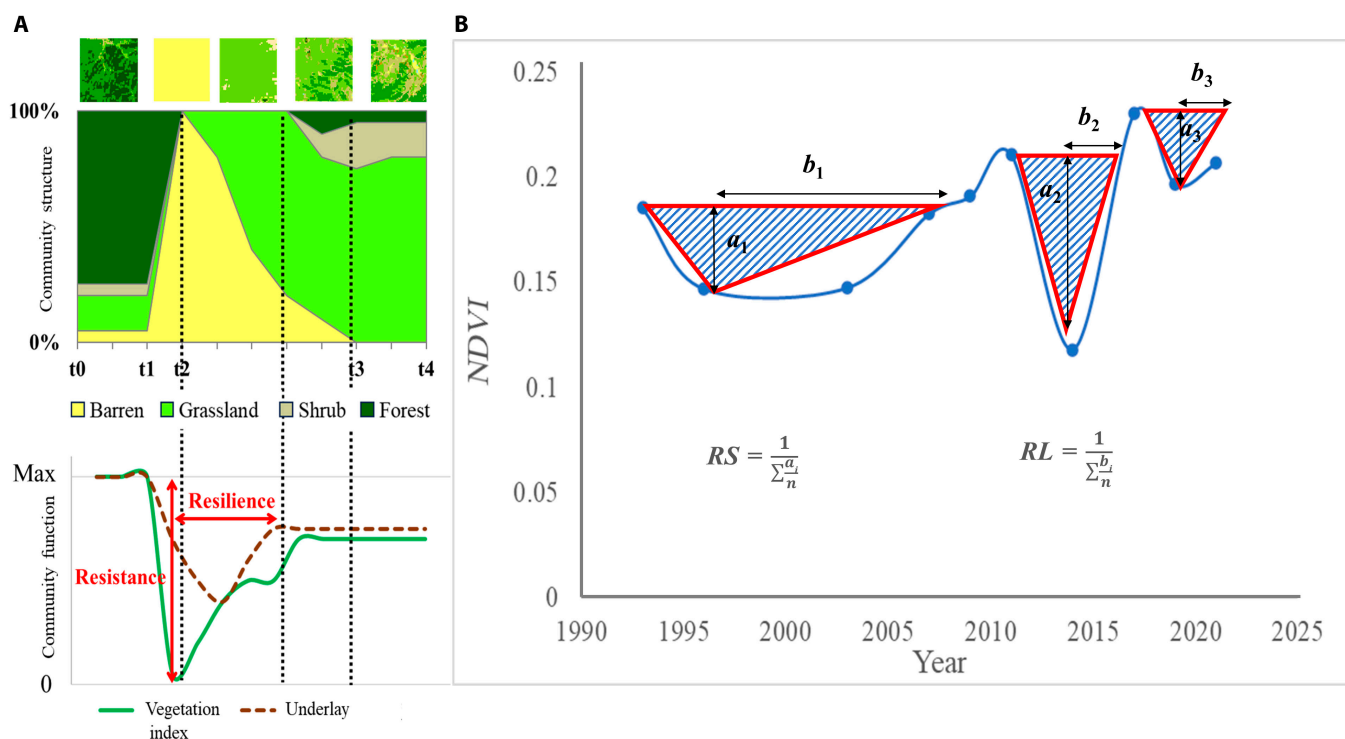 A
100%
Community structure
0%
t0 t1 t2 t3 t4
Barren Grassland Shrub Forest
Max
Community function
Resilience
Resistance
0
Vegetation index
Underlay
B
0.25
0.2
0.15
0.1
0.05
0
NDVI
b1
a1
b2
a2
b3
a3
RS = 1 / ∑ ai/n
RL = 1 / ∑ bi/n
1990 1995 2000 2005 2010 2015 2020 2025
Year